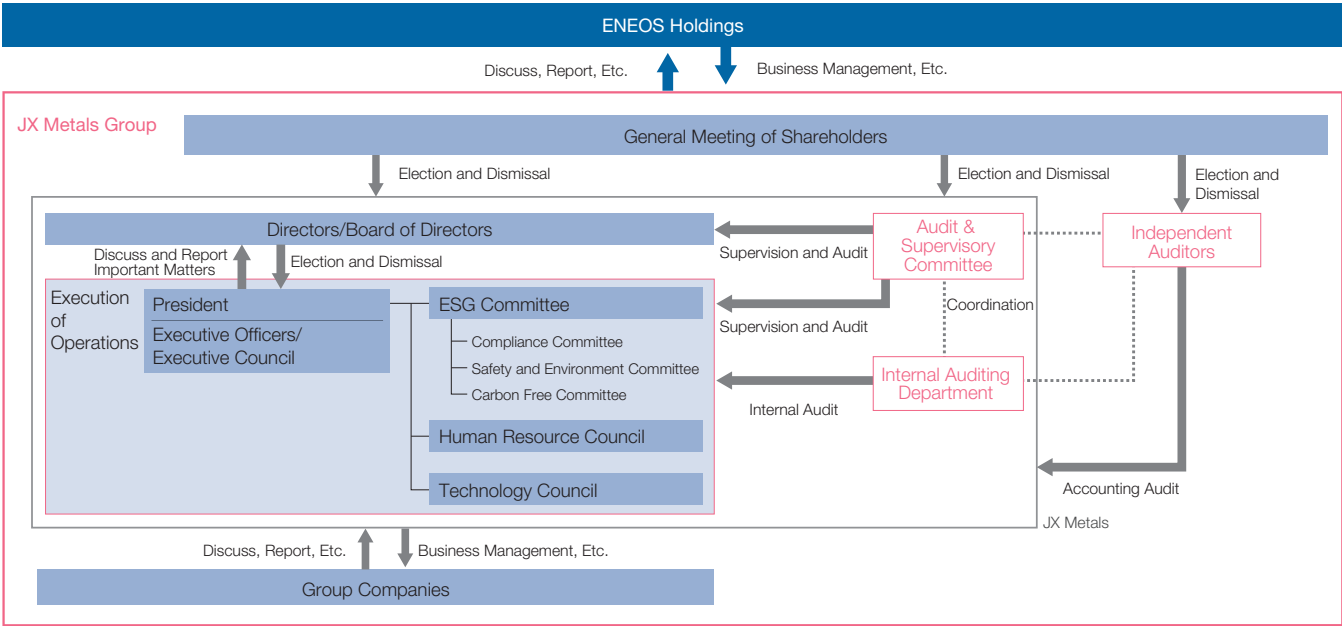 ENEOS Holdings
Discuss, Report, Etc.
Business Management, Etc.
JX Metals Group
General Meeting of Shareholders
Election and Dismissal
Election and Dismissal
Election and
Dismissal
Directors/Board of Directors
Audit &
Supervisory
Committee
Independent
Auditors
Supervision and Audit
Discuss and Report
Important Matters
Election and Dismissal
Execution
of
Operations
President
Executive Officers/
Executive Council
ESG Committee
Compliance Committee
Safety and Environment Committee
Carbon Free Committee
Coordination
Supervision and Audit
Internal Auditing
Department
Internal Audit
Human Resource Council
Technology Council
Accounting Audit
JX Metals
Discuss, Report, Etc.
Business Management, Etc.
Group Companies